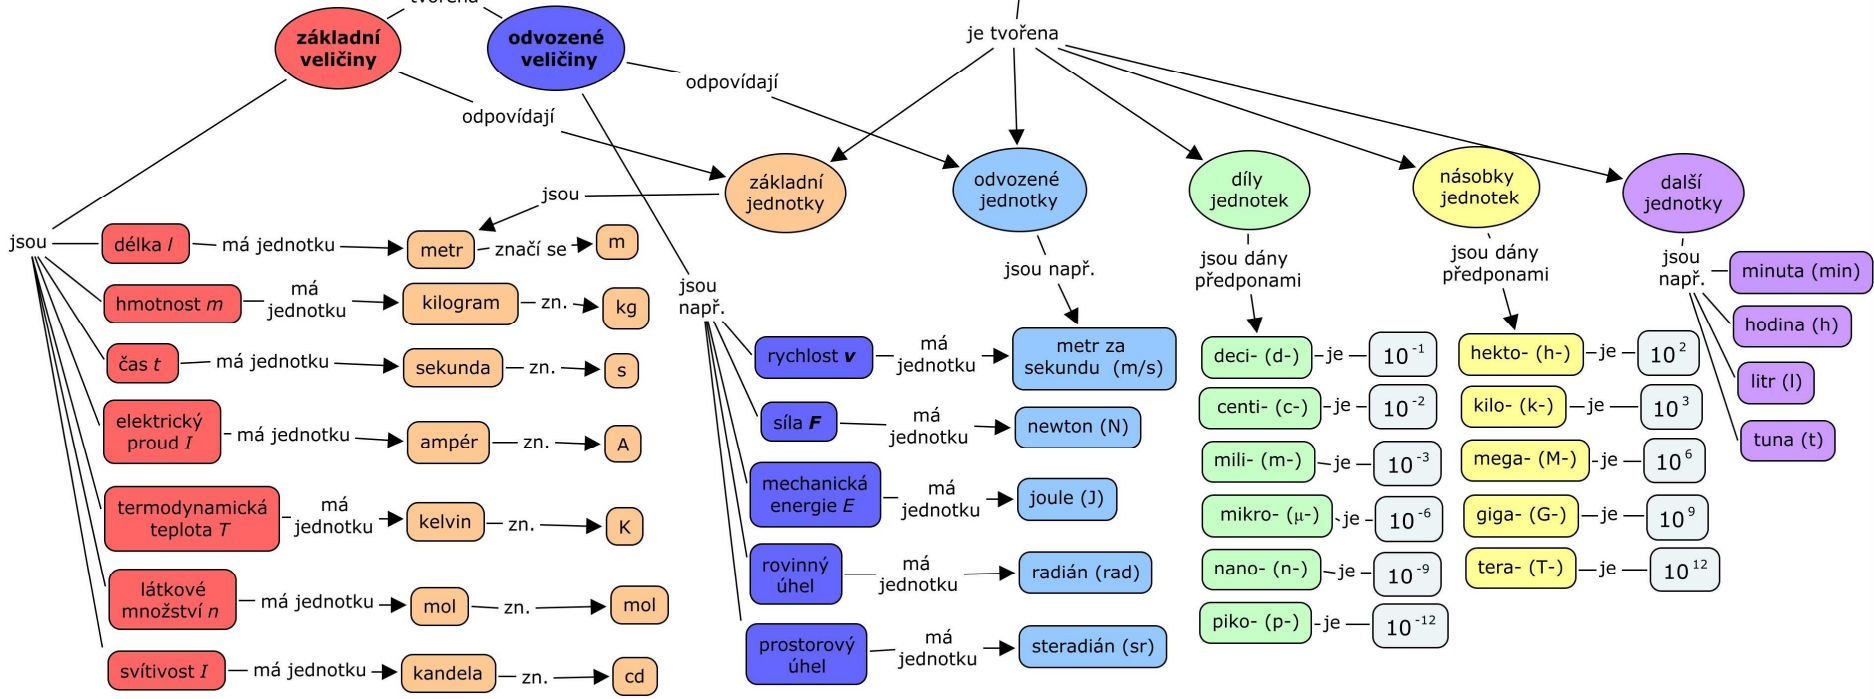 tvořena
základní
veličiny
odvozené
veličiny
je tvořena
odpovídají
odpovídají
základní
jednotky
odvozené
jednotky
díly
jednotek
násobky
jednotek
další
jednotky
jsou
jsou
délka l
má jednotku
metr
značí se
m
hmotnost m
má
jednotku
kilogram
zn.
kg
čas t
má jednotku
sekunda
zn.
s
elektrický
proud I
má jednotku
ampér
zn.
A
termodynamická
teplota T
má
jednotku
kelvin
zn.
K
látkové
množství n
má jednotku
mol
zn.
mol
svítivost I
má jednotku
kandela
zn.
cd
jsou
např.
rychlost v
má
jednotku
jsou např.
metr za
sekundu (m/s)
síla F
má
jednotku
newton (N)
mechanická
energie E
má
jednotku
joule (J)
rovinný
úhel
má
jednotku
radián (rad)
prostorový
úhel
má
jednotku
steradián (sr)
jsou dány
předponami
deci- (d-)
je
10⁻¹
centi- (c-)
je
10⁻²
mili- (m-)
je
10⁻³
mikro- (μ-)
je
10⁻⁶
nano- (n-)
je
10⁻⁹
piko- (p-)
je
10⁻¹²
jsou dány
předponami
hekto- (h-)
je
10²
kilo- (k-)
je
10³
mega- (M-)
je
10⁶
giga- (G-)
je
10⁹
tera- (T-)
je
10¹²
jsou
např.
minuta (min)
hodina (h)
litr (l)
tuna (t)